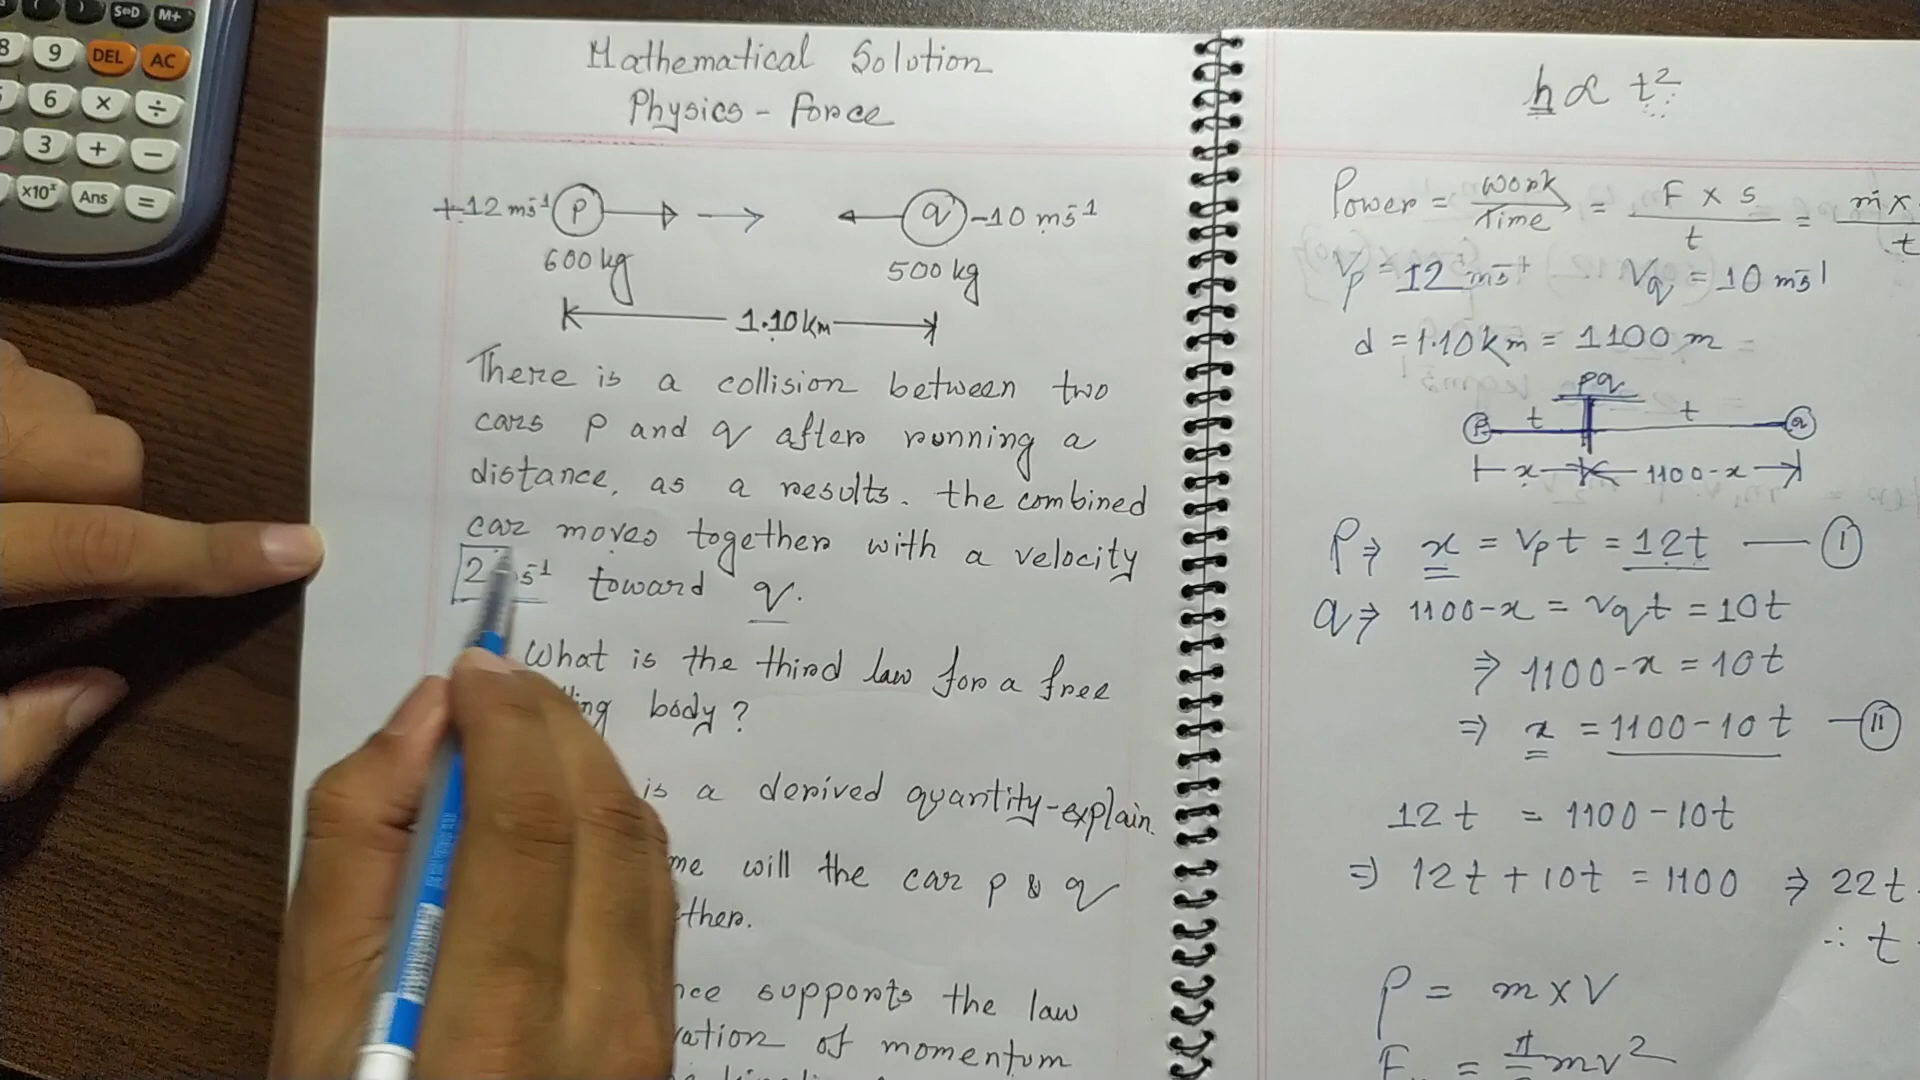 S⇔D M+
8 9 DEL AC
6 × ÷
3 + −
×10ˣ Ans =
Mathematical Solution
Physics - Force
+12 ms⁻¹ P q -10 ms⁻¹
600 kg 500 kg
1.10 km
There is a collision between two
cars P and q after running a
distance, as a results. the combined
car moves together with a velocity
2 s⁻¹ toward q.
What is the third law for a free
body?
is a derived quantity-explain.
will the car P & q
supports the law
of momentum
h ∝ t²
Power = work/Time = F × s / t = m ×
Vp = 12 ms⁻¹ Vq = 10 ms⁻¹
d = 1.10 km = 1100 m
pq
P t t q
x 1100-x
P ⇒ x = Vp t = 12t — I
q ⇒ 1100-x = Vq t = 10t
⇒ 1100-x = 10t
⇒ x = 1100-10t — II
12t = 1100-10t
⇒ 12t + 10t = 1100 ⇒ 22t
∴ t
P = m×V